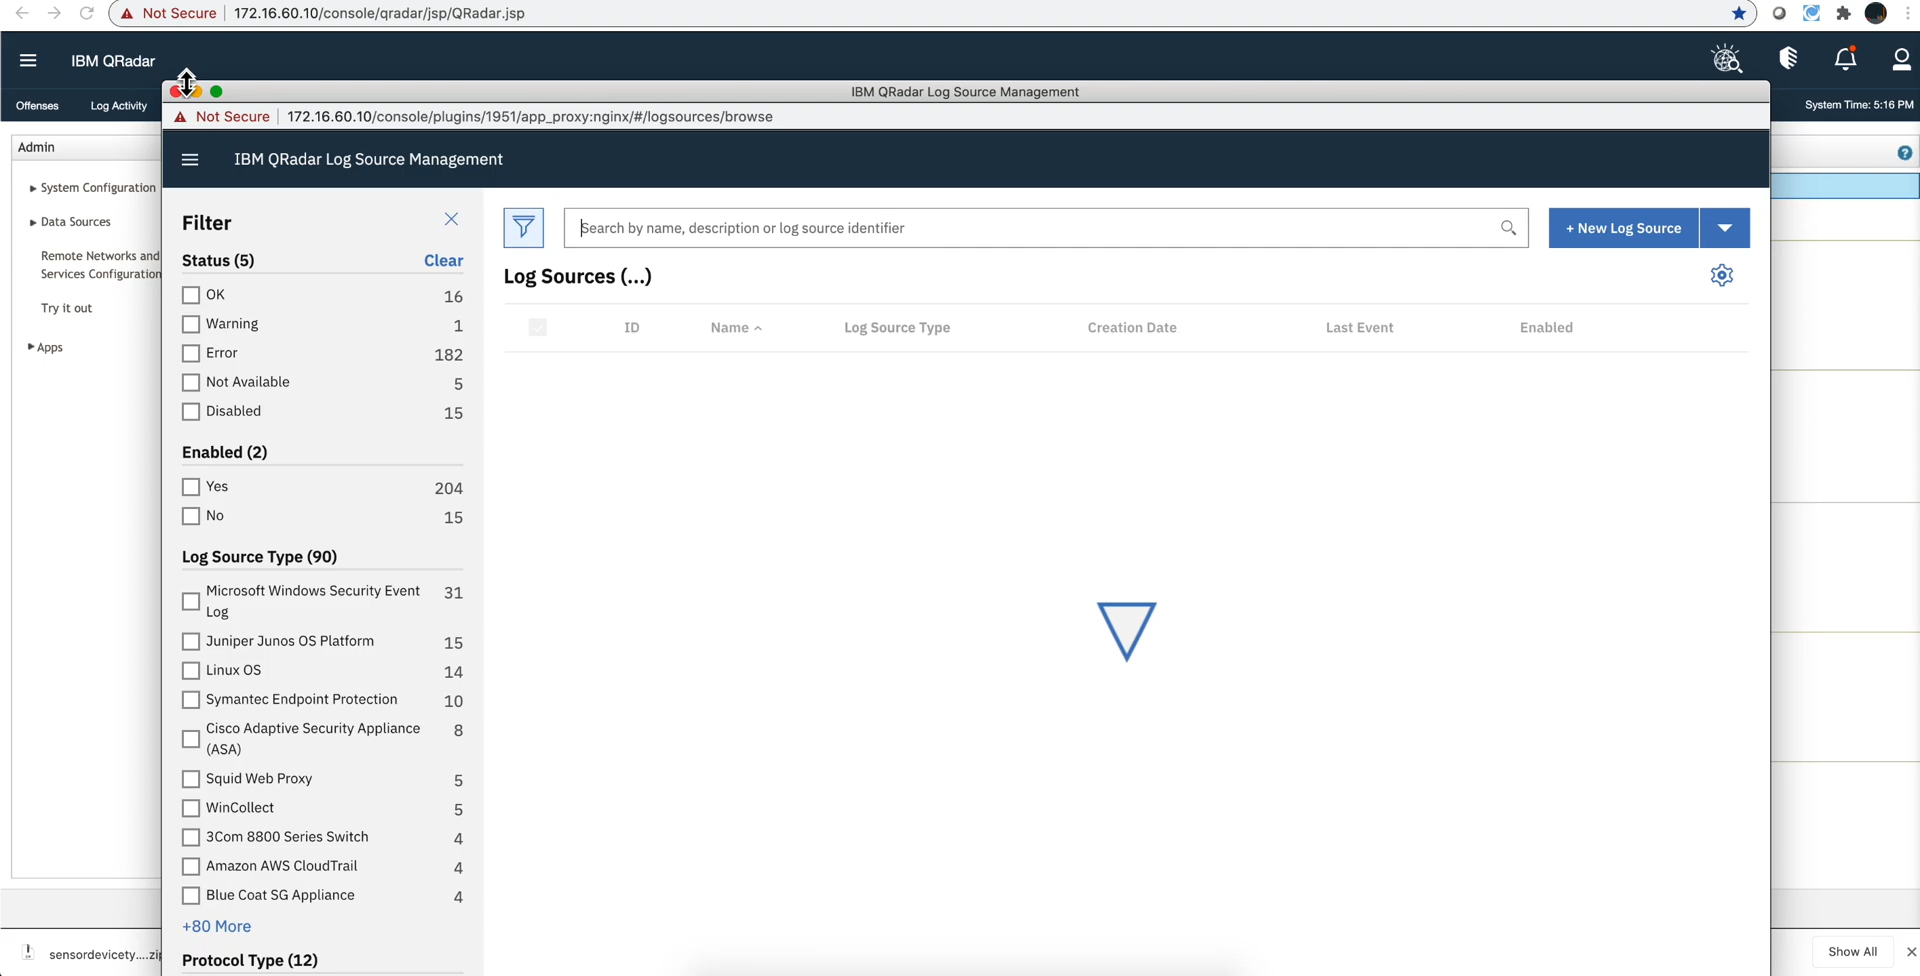 Not Secure
172.16.60.10/console/qradar/jsp/QRadar.jsp
IBM QRadar
Offenses
Log Activity
System Time: 5:16 PM
Admin
Data Sources
System Configuration
Remote Networks and
Services Configuration
Try it out
Apps
IBM QRadar Log Source Management
Not Secure
172.16.60.10/console/plugins/1951/app_proxy:nginx/#/logsources/browse
IBM QRadar Log Source Management
Filter
Status (5)
Clear
OK 16
Warning 1
Error 182
Not Available 5
Disabled 15
Enabled (2)
Yes 204
No 15
Log Source Type (90)
Microsoft Windows Security Event 31
Log
Juniper Junos OS Platform 15
Linux OS 14
Symantec Endpoint Protection 10
Cisco Adaptive Security Appliance 8
(ASA)
Squid Web Proxy 5
WinCollect 5
3Com 8800 Series Switch 4
Amazon AWS CloudTrail 4
Blue Coat SG Appliance 4
+80 More
Protocol Type (12)
Search by name, description or log source identifier
+ New Log Source
Log Sources (...)
ID Name Log Source Type Creation Date Last Event Enabled
sensordevicety....zip
Show All